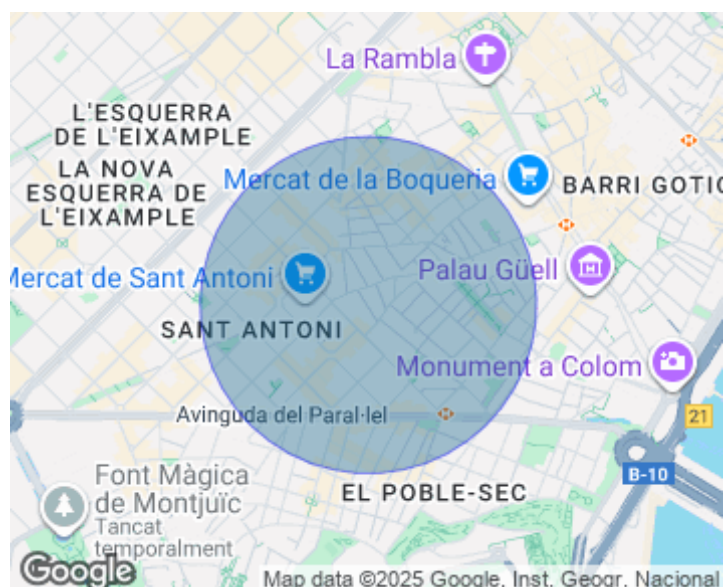 La Rambla
L'ESQUERRA
DE L'EIXAMPLE
LA NOVA
ESQUERRA DE
L'EIXAMPLE
Mercat de la Boqueria
BARRI GOTIC
Mercat de Sant Antoni
Palau Güell
SANT ANTONI
Monument a Colom
Avinguda del Paral·lel
21
B-10
Font Màgica
de Montjuïc
Tancat
temporalment
EL POBLE-SEC
Google
Map data ©2025 Google, Inst. Geogr. Nacional